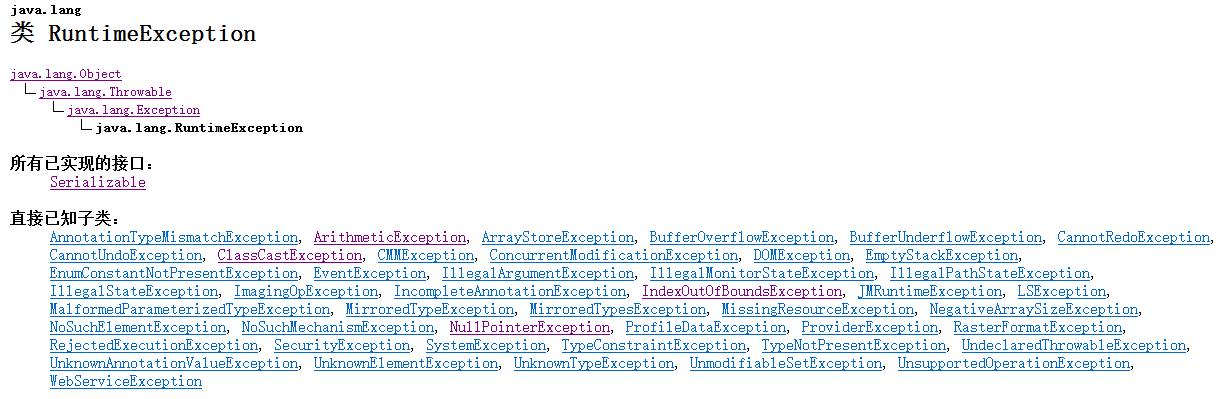 java.lang
类 RuntimeException
java.lang.Object
java.lang.Throwable
java.lang.Exception
java.lang.RuntimeException
所有已实现的接口：
Serializable
直接已知子类：
AnnotationTypeMismatchException, ArithmeticException, ArrayStoreException, BufferOverflowException, BufferUnderflowException, CannotRedoException,
CannotUndoException, ClassCastException, CMMException, ConcurrentModificationException, DOMException, EmptyStackException,
EnumConstantNotPresentException, EventException, IllegalArgumentException, IllegalMonitorStateException, IllegalPathStateException,
IllegalStateException, ImagingOpException, IncompleteAnnotationException, IndexOutOfBoundsException, JMRuntimeException, LSException,
MalformedParameterizedTypeException, MirroredTypeException, MirroredTypesException, MissingResourceException, NegativeArraySizeException,
NoSuchElementException, NoSuchMechanismException, NullPointerException, ProfileDataException, ProviderException, RasterFormatException,
RejectedExecutionException, SecurityException, SystemException, TypeConstraintException, TypeNotPresentException, UndeclaredThrowableException,
UnknownAnnotationValueException, UnknownElementException, UnknownTypeException, UnmodifiableSetException, UnsupportedOperationException,
WebServiceException